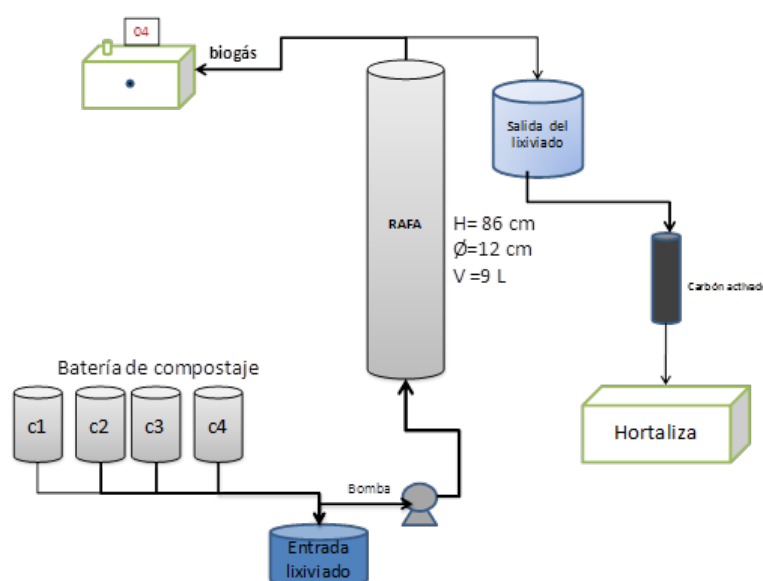 04
biogás
Salida del
lixiviado
RAFA
H= 86 cm
Ø=12 cm
V =9 L
Carbón activado
Batería de compostaje
c1
c2
c3
c4
Hortaliza
Bomba
Entrada
lixiviado